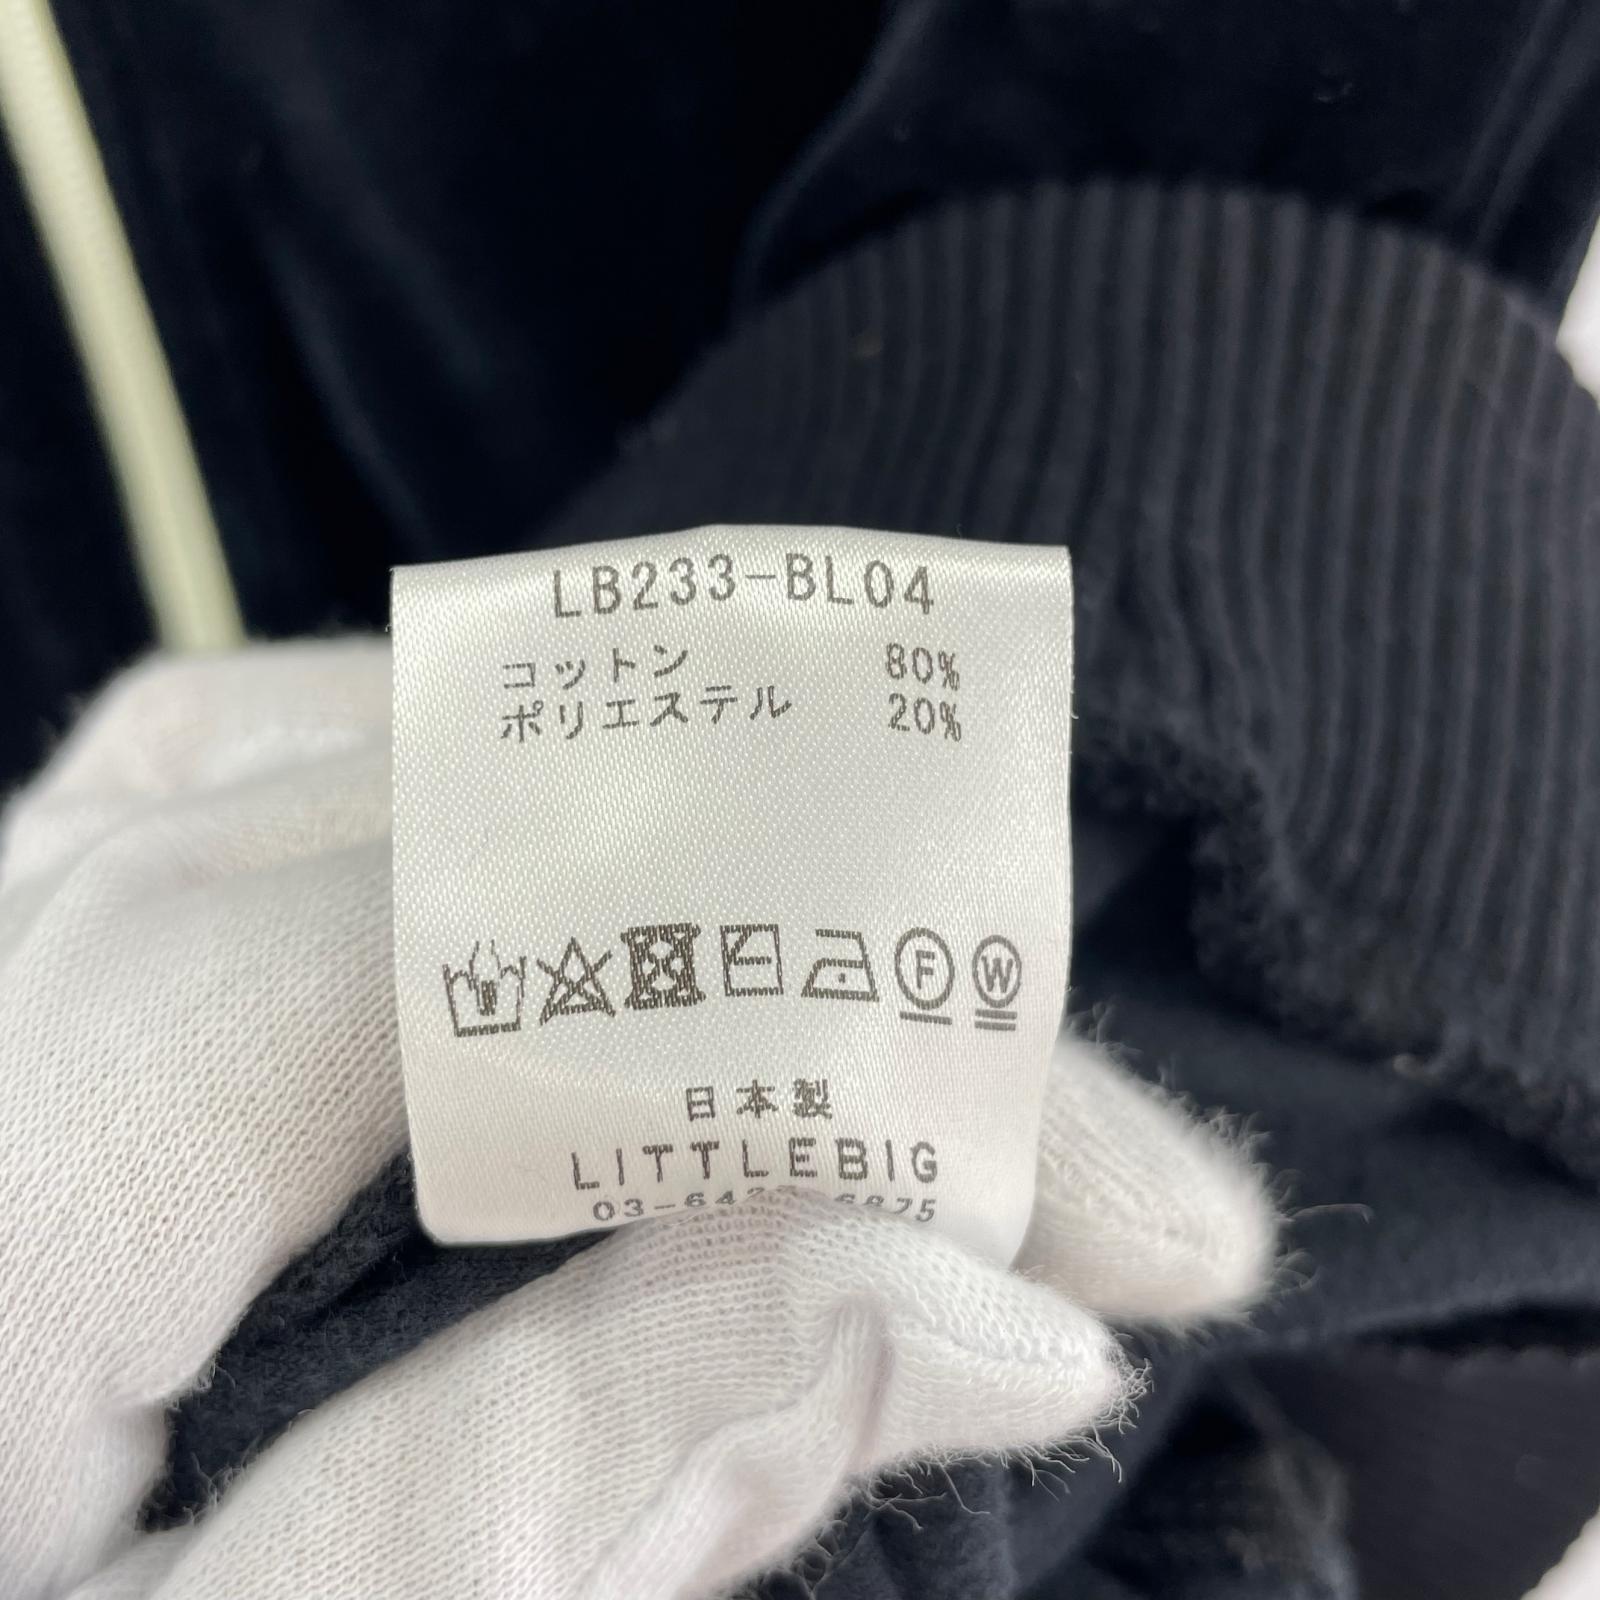 LB233-BL04
コットン 80%
ポリエステル 20%
F W
日本製
LITTLEBIG